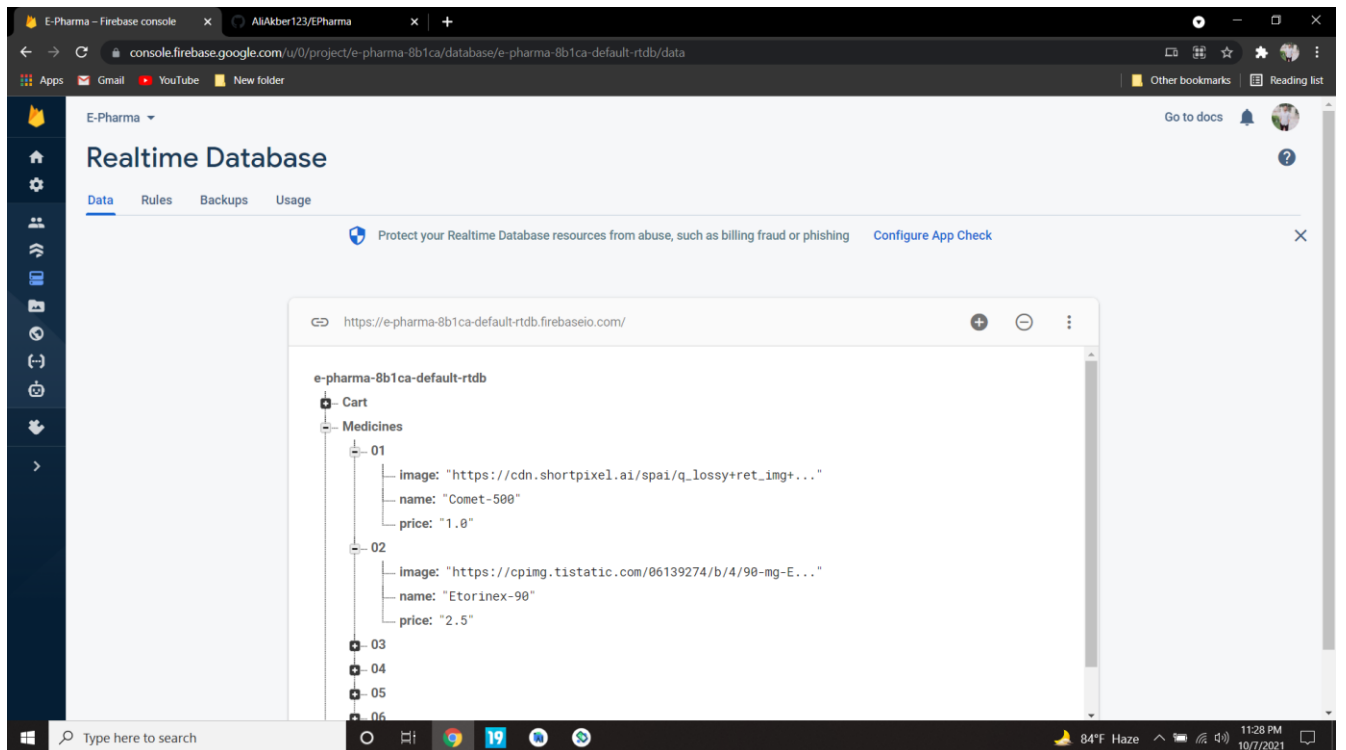 E-Pharma – Firebase console
AliAkber123/EPharma
console.firebase.google.com/u/0/project/e-pharma-8b1ca/database/e-pharma-8b1ca-default-rtdb/data
Apps Gmail YouTube New folder Other bookmarks Reading list
E-Pharma Go to docs
Realtime Database
Data Rules Backups Usage
Protect your Realtime Database resources from abuse, such as billing fraud or phishing Configure App Check
https://e-pharma-8b1ca-default-rtdb.firebaseio.com/
e-pharma-8b1ca-default-rtdb
Cart
Medicines
01
image: "https://cdn.shortpixel.ai/spai/q_lossy+ret_img+..."
name: "Comet-500"
price: "1.0"
02
image: "https://cpimg.tistatic.com/06139274/b/4/90-mg-E..."
name: "Etorinex-90"
price: "2.5"
03
04
05
06
Type here to search 19 84°F Haze 11:28 PM
10/7/2021